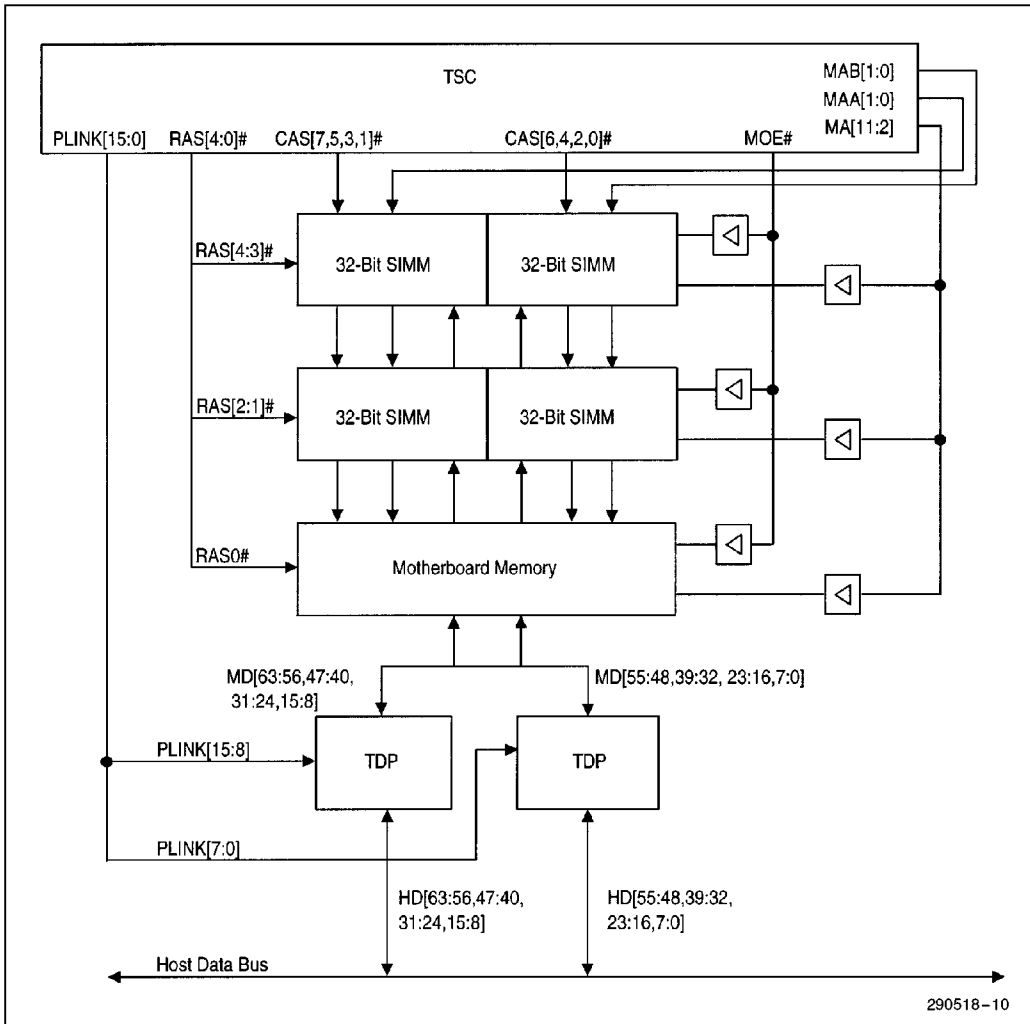 TSC
MAB[1:0]
MAA[1:0]
MA[11:2]
PLINK[15:0]
RAS[4:0]#
CAS[7,5,3,1]#
CAS[6,4,2,0]#
MOE#
RAS[4:3]#
32-Bit SIMM
32-Bit SIMM
RAS[2:1]#
32-Bit SIMM
32-Bit SIMM
RAS0#
Motherboard Memory
MD[63:56,47:40,
31:24,15:8]
MD[55:48,39:32, 23:16,7:0]
PLINK[15:8]
TDP
TDP
PLINK[7:0]
HD[63:56,47:40,
31:24,15:8]
HD[55:48,39:32,
23:16,7:0]
Host Data Bus
290518-10